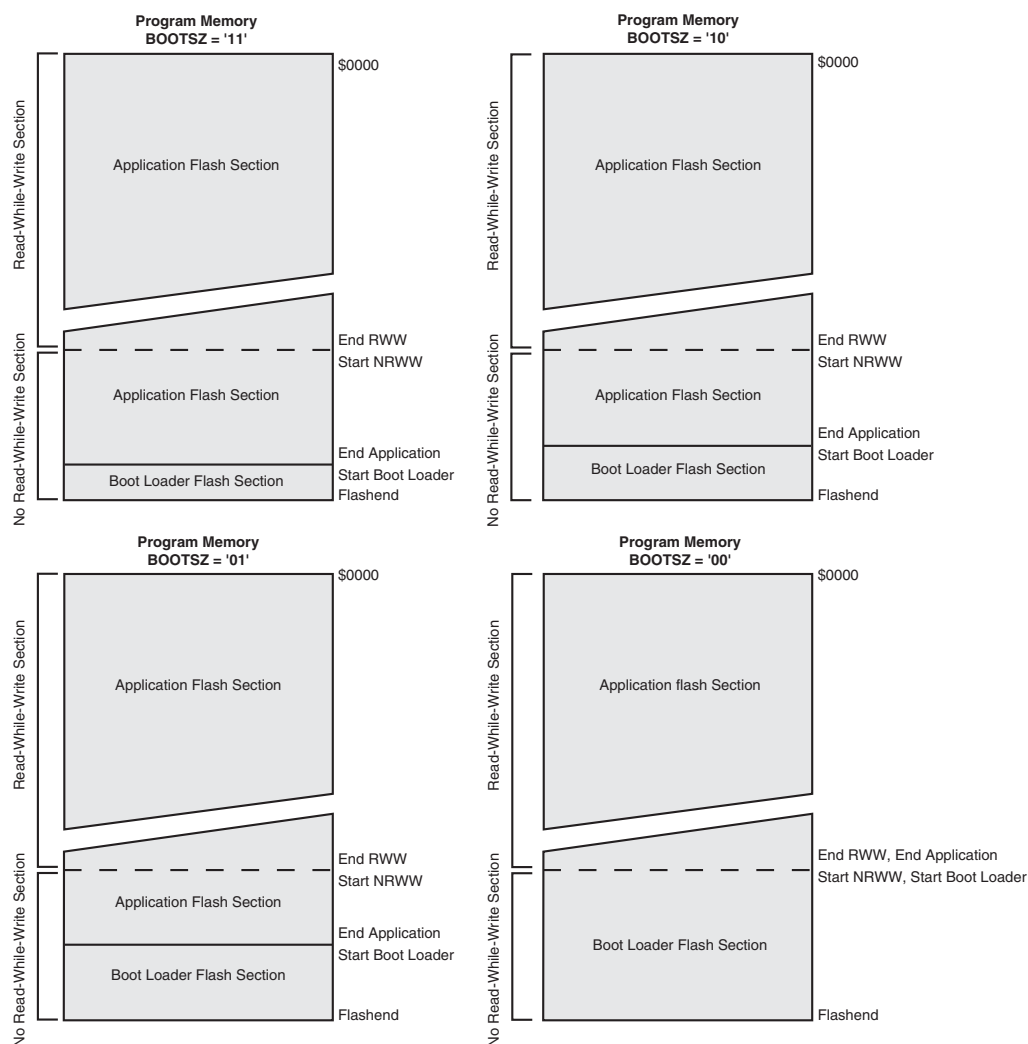 Program Memory
BOOTSZ = '11'
$0000
Read-While-Write Section
Application Flash Section
End RWW
Start NRWW
No Read-While-Write Section
Application Flash Section
End Application
Start Boot Loader
Boot Loader Flash Section
Flashend
Program Memory
BOOTSZ = '10'
$0000
Read-While-Write Section
Application Flash Section
End RWW
Start NRWW
No Read-While-Write Section
Application Flash Section
End Application
Start Boot Loader
Boot Loader Flash Section
Flashend
Program Memory
BOOTSZ = '01'
$0000
Read-While-Write Section
Application Flash Section
End RWW
Start NRWW
No Read-While-Write Section
Application Flash Section
End Application
Start Boot Loader
Boot Loader Flash Section
Flashend
Program Memory
BOOTSZ = '00'
$0000
Read-While-Write Section
Application flash Section
End RWW, End Application
Start NRWW, Start Boot Loader
No Read-While-Write Section
Boot Loader Flash Section
Flashend